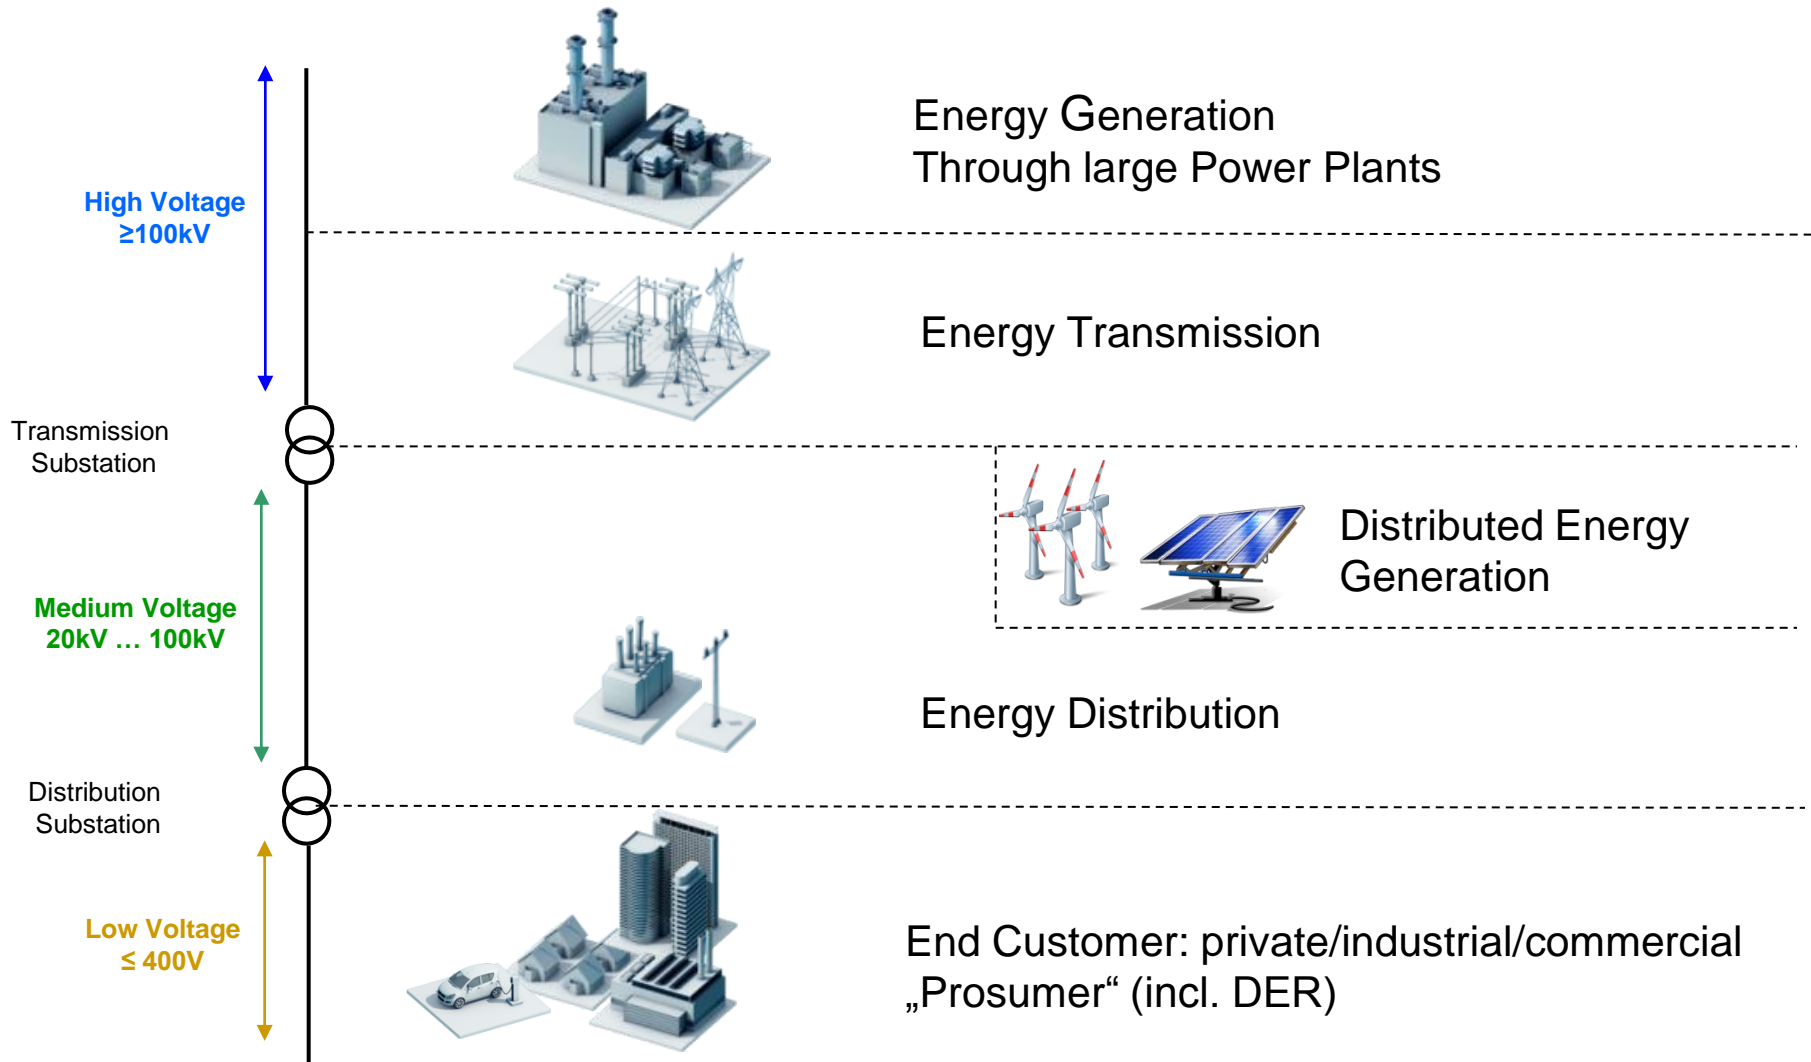 Energy Generation
Through large Power Plants
High Voltage
≥100kV
Energy Transmission
Transmission
Substation
Distributed Energy
Generation
Medium Voltage
20kV … 100kV
Energy Distribution
Distribution
Substation
Low Voltage
≤ 400V
End Customer: private/industrial/commercial
„Prosumer“ (incl. DER)